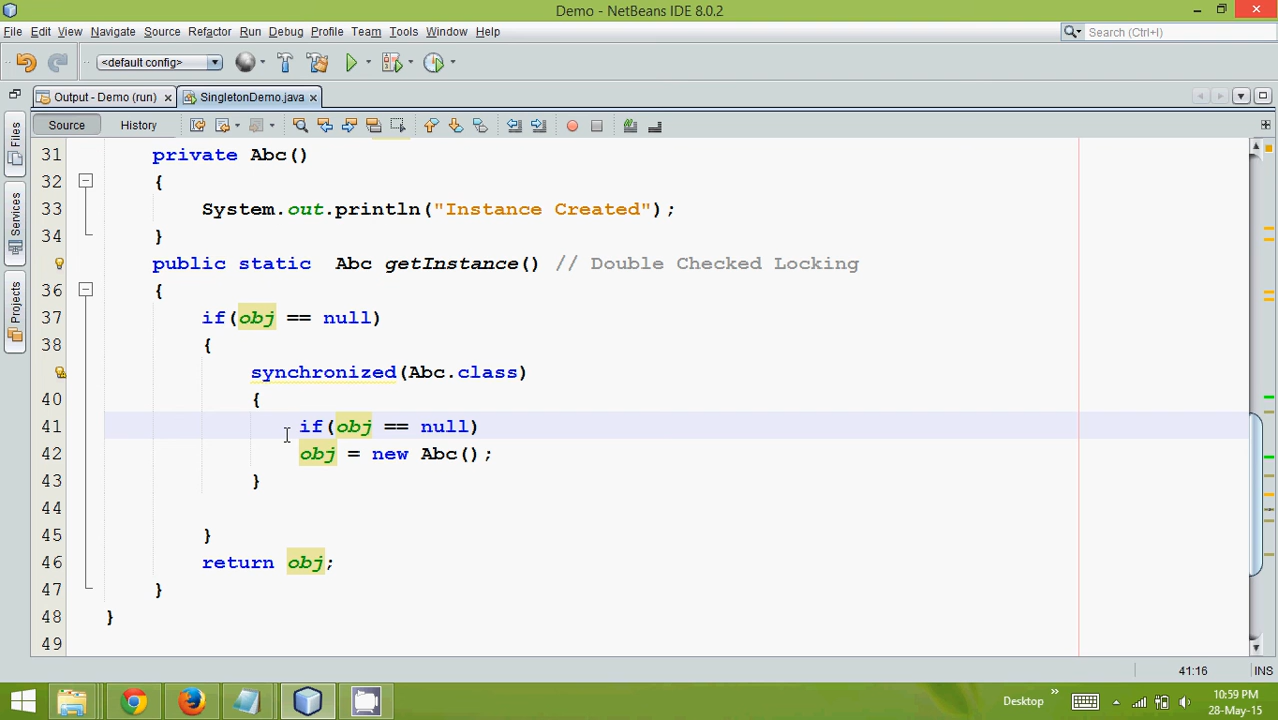 Demo - NetBeans IDE 8.0.2
File Edit View Navigate Source Refactor Run Debug Profile Team Tools Window Help
Search (Ctrl+I)
<default config>
Output - Demo (run) SingletonDemo.java
Source History
Files
Services
Projects
31 private Abc()
32 {
33 System.out.println("Instance Created");
34 }
public static Abc getInstance() // Double Checked Locking
36 {
37 if(obj == null)
38 {
synchronized(Abc.class)
40 {
41 if(obj == null)
42 obj = new Abc();
43 }
44
45 }
46 return obj;
47 }
48 }
49
41:16 INS
Desktop
10:59 PM
28-May-15